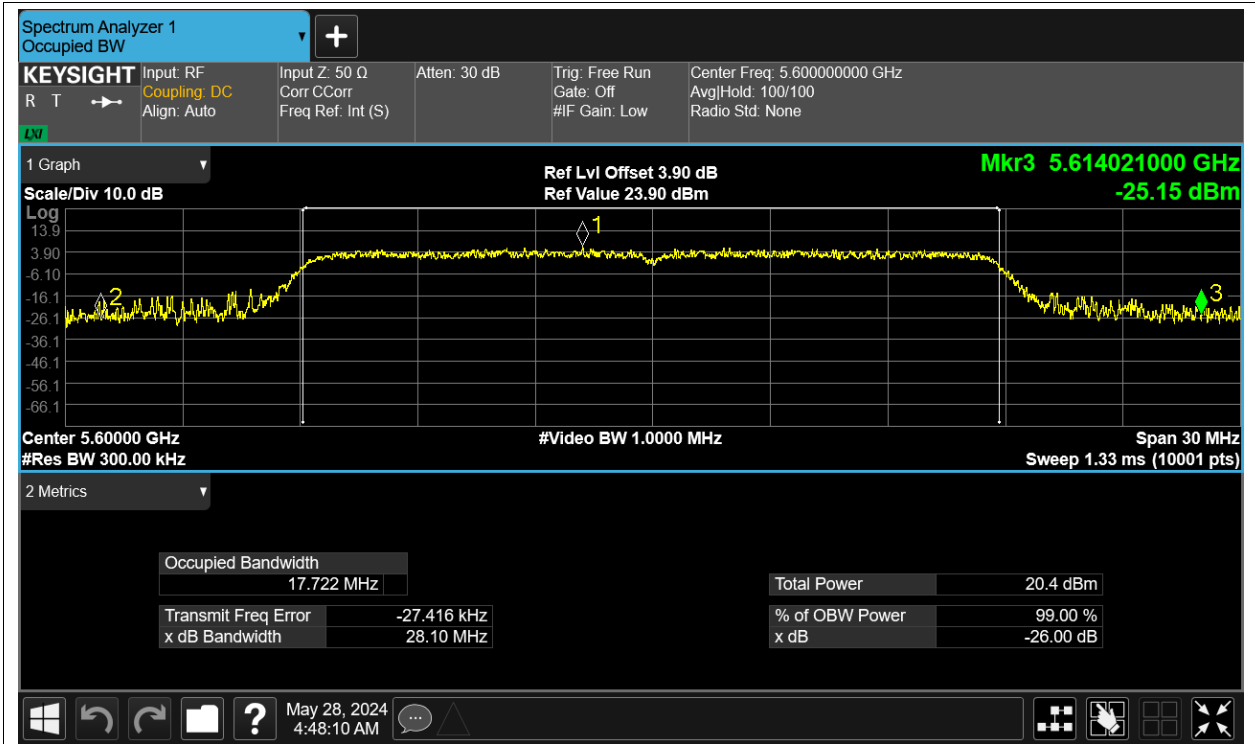 Spectrum Analyzer 1
Occupied BW
KEYSIGHT
R T
LXI
Input: RF
Coupling: DC
Align: Auto
Input Z: 50 Ω
Corr CCorr
Freq Ref: Int (S)
Atten: 30 dB
Trig: Free Run
Gate: Off
#IF Gain: Low
Center Freq: 5.600000000 GHz
Avg|Hold: 100/100
Radio Std: None
1 Graph
Scale/Div 10.0 dB
Ref Lvl Offset 3.90 dB
Ref Value 23.90 dBm
Mkr3 5.614021000 GHz
-25.15 dBm
Log
13.9
3.90
-6.10
-16.1
-26.1
-36.1
-46.1
-56.1
-66.1
1
2
3
Center 5.60000 GHz
#Video BW 1.0000 MHz
Span 30 MHz
#Res BW 300.00 kHz
Sweep 1.33 ms (10001 pts)
2 Metrics
Occupied Bandwidth
17.722 MHz
Total Power 20.4 dBm
Transmit Freq Error -27.416 kHz
% of OBW Power 99.00 %
x dB Bandwidth 28.10 MHz
x dB -26.00 dB
?
May 28, 2024
4:48:10 AM